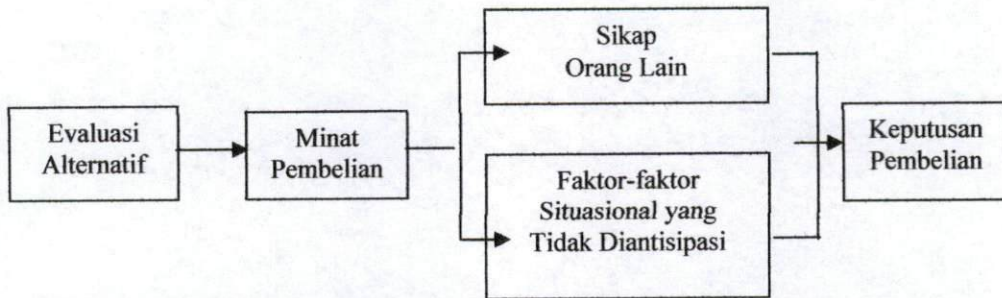 Evaluasi
Alternatif
Minat
Pembelian
Sikap
Orang Lain
Faktor-faktor
Situasional yang
Tidak Diantisipasi
Keputusan
Pembelian